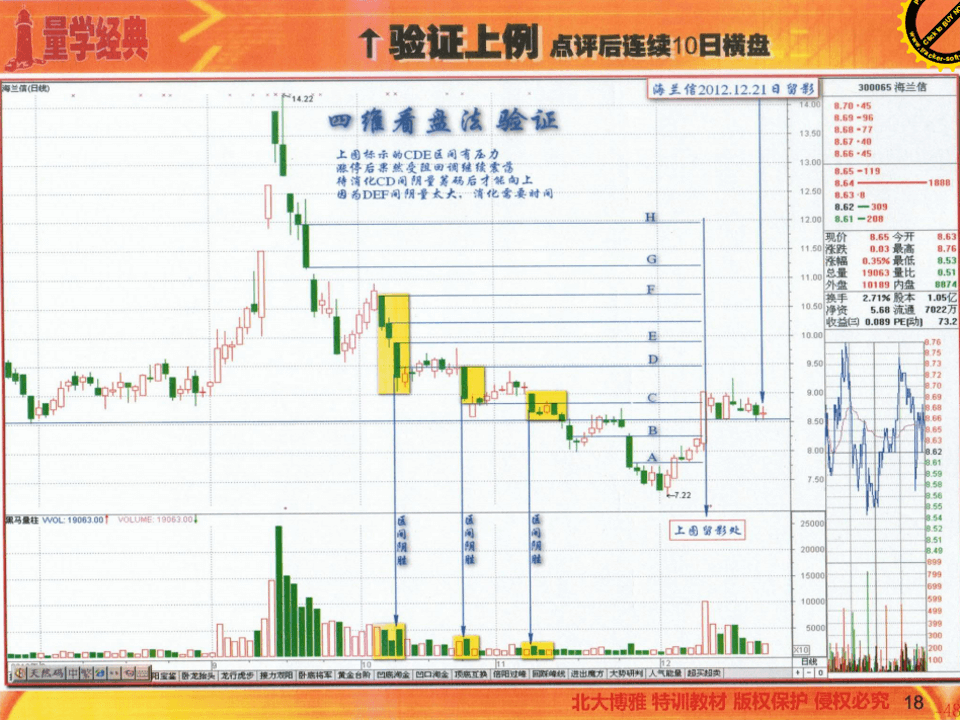 量学经典
↑验证上例 点评后连续10日横盘
海兰信(日线)
海兰信2012.12.21日留影
300065 海兰信
14.22
四维看盘法验证
上图标示的CDE区间有压力
涨停后果然受阻回调继续震荡
待消化CD间阴量筹码后才能向上
因为DEF间阴量太大，消化需要时间
H
G
F
E
D
C
B
A
7.22
14.00
13.50
13.00
12.50
12.00
11.50
11.00
10.50
10.00
9.50
9.00
8.50
8.00
7.50
8.70 45
8.69 96
8.68 77
8.67 40
8.66 45
8.65 119
8.64 1888
8.63 8
8.62 309
8.61 208
现价 8.65 今开 8.63
涨跌 0.03 最高 8.76
涨幅 0.35% 最低 8.53
总量 19063 量比 0.51
外盘 10189 内盘 8874
换手 2.71% 股本 1.05亿
净资 5.68 流通 7022万
收益㈢ 0.089 PE[动] 73.2
8.76
8.75
8.73
8.72
8.70
8.69
8.68
8.66
8.65
8.63
8.62
8.61
8.59
8.58
8.56
8.55
8.54
8.52
8.51
8.49
999
799
699
599
499
399
300
200
100
黑马量柱 VVOL: 19063.00↑ VOLUME: 19063.00↓
区间阴胜
区间阴胜
区间阴胜
上图留影处
25000
20000
15000
10000
5000
X10
9
10
11
12
日线
天然码
卧龙抬头 龙行虎步 接力双阳 卧底将军 黄金台阶 凹底淘金 凹口淘金 顶底互换 倍阳过峰 回踩峰线 进出魔方 大势研判 人气能量 超买超卖
北大博雅 特训教材 版权保护 侵权必究 18